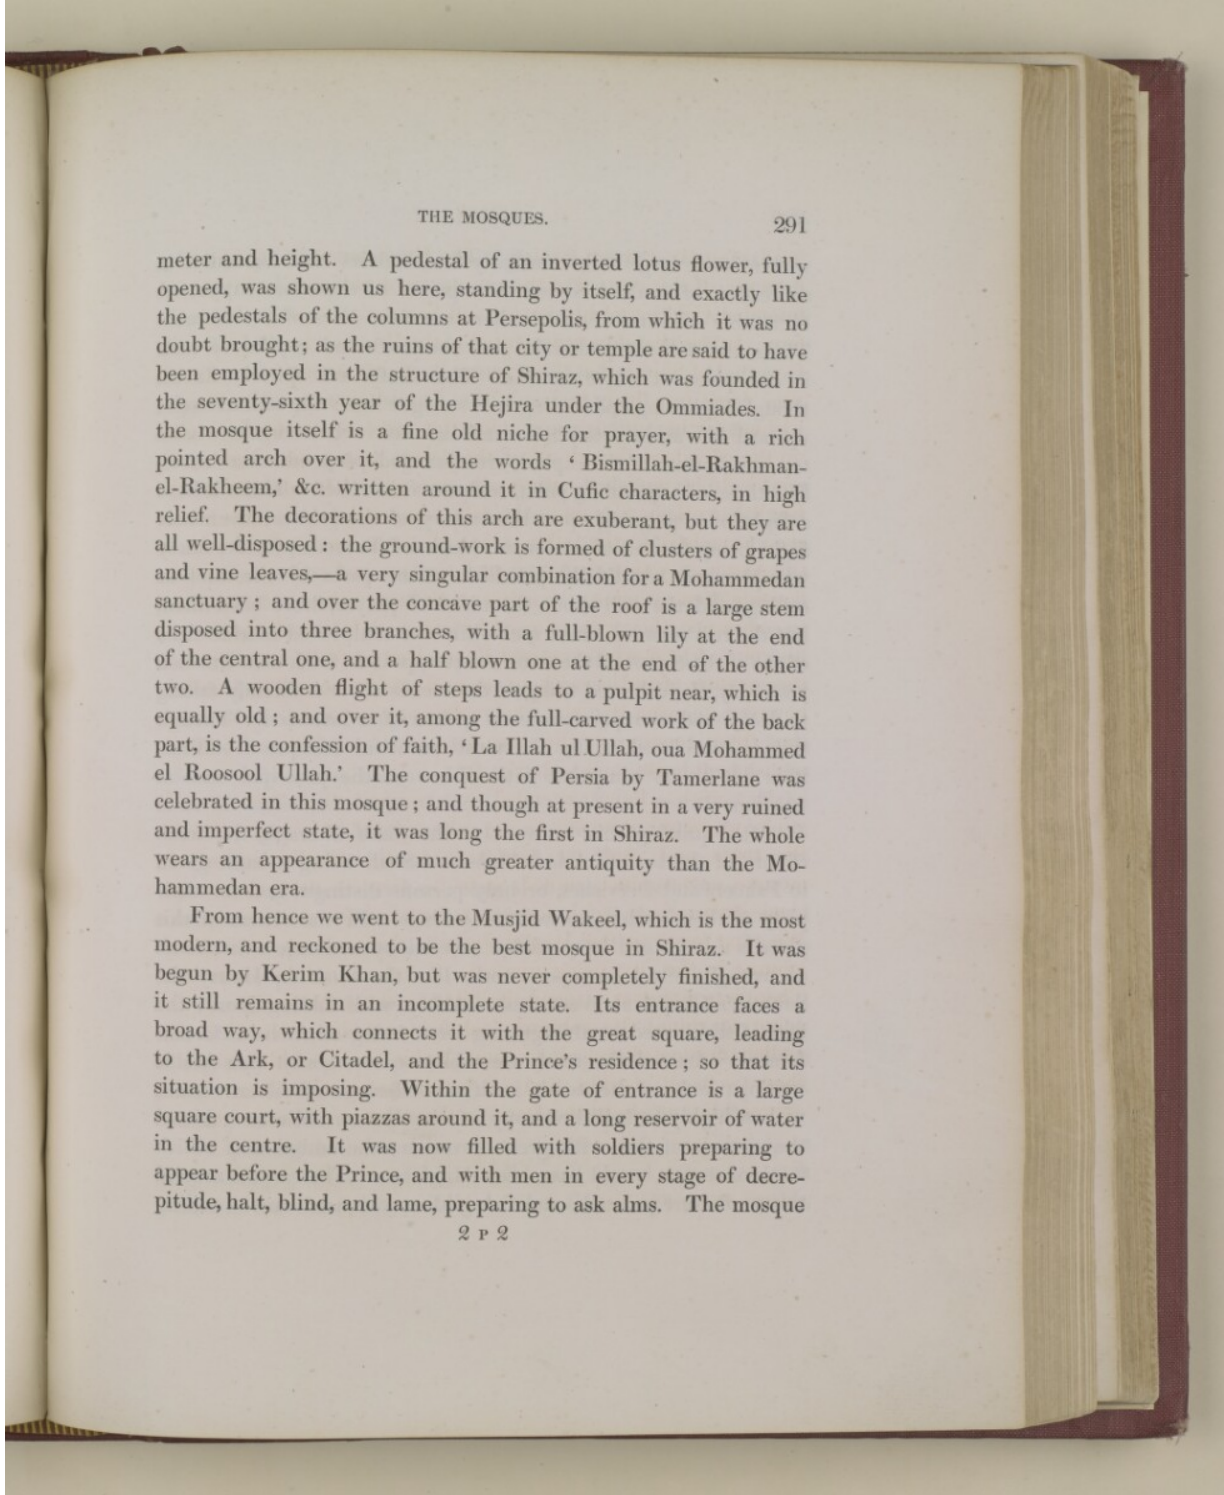 THE MOSQUES.
291
meter and height. A pedestal of an inverted lotus flower, fully
opened, was shown us here, standing by itself, and exactly like
the pedestals of the columns at Persepolis, from which it was no
doubt brought; as the ruins of that city or temple are said to have
been employed in the structure of Shiraz, which was founded in
the seventy-sixth year of the Hejira under the Ommiades. In
the mosque itself is a fine old niche for prayer, with a rich
pointed arch over it, and the words ‘ Bismillah-el-Rakhman-
el-Rakheem,’ &c. written around it in Cufic characters, in high
relief. The decorations of this arch are exuberant, but they are
all well-disposed: the ground-work is formed of clusters of grapes
and vine leaves,—a very singular combination for a Mohammedan
sanctuary; and over the concave part of the roof is a large stem
disposed into three branches, with a full-blown lily at the end
of the central one, and a half blown one at the end of the other
two. A wooden flight of steps leads to a pulpit near, which is
equally old; and over it, among the full-carved work of the back
part, is the confession of faith, ‘La Illah ul Ullah, oua Mohammed
el Roosool Ullah.’ The conquest of Persia by Tamerlane was
celebrated in this mosque; and though at present in a very ruined
and imperfect state, it was long the first in Shiraz. The whole
wears an appearance of much greater antiquity than the Mo-
hammedan era.
From hence we went to the Musjid Wakeel, which is the most
modern, and reckoned to be the best mosque in Shiraz. It was
begun by Kerim Khan, but was never completely finished, and
it still remains in an incomplete state. Its entrance faces a
broad way, which connects it with the great square, leading
to the Ark, or Citadel, and the Prince’s residence; so that its
situation is imposing. Within the gate of entrance is a large
square court, with piazzas around it, and a long reservoir of water
in the centre. It was now filled with soldiers preparing to
appear before the Prince, and with men in every stage of decre-
pitude, halt, blind, and lame, preparing to ask alms. The mosque
2 P 2